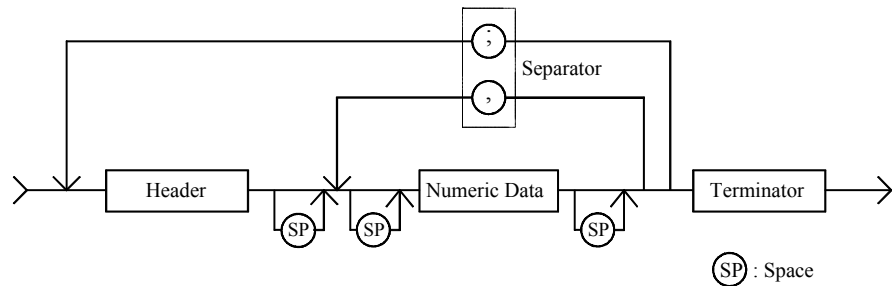 ;
Separator
,
Header
Numeric Data
Terminator
SP
SP
SP
SP : Space